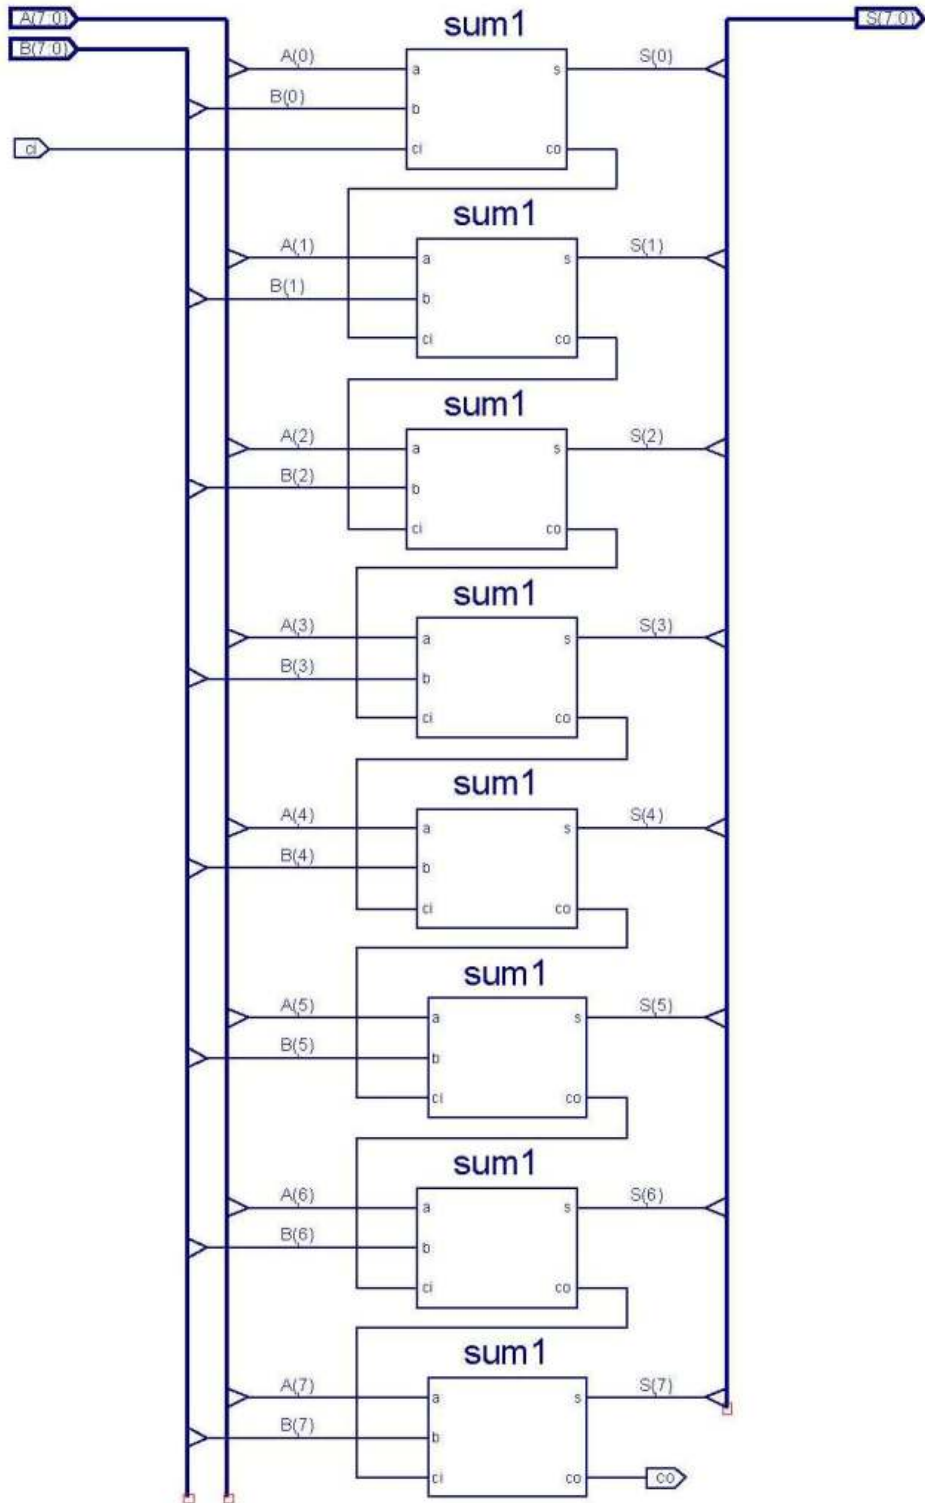 A(7:0)
S(7:0)
B(7:0)
sum1
A(0)
a
s
S(0)
B(0)
b
ci
ci
co
sum1
A(1)
a
s
S(1)
B(1)
b
ci
co
sum1
A(2)
a
s
S(2)
B(2)
b
ci
co
sum1
A(3)
a
s
S(3)
B(3)
b
ci
co
sum1
A(4)
a
s
S(4)
B(4)
b
ci
co
sum1
A(5)
a
s
S(5)
B(5)
b
ci
co
sum1
A(6)
a
s
S(6)
B(6)
b
ci
co
sum1
A(7)
a
s
S(7)
B(7)
b
ci
co
co